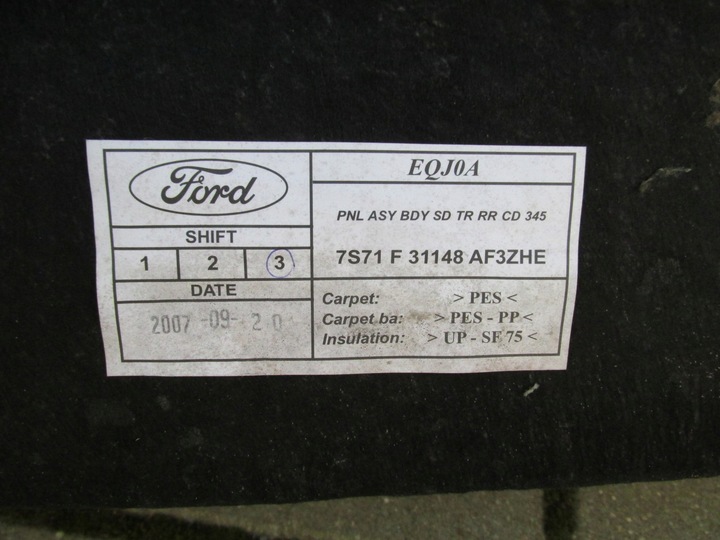 Ford
SHIFT
1 2 3
DATE
2007 -09- 20
EQJ0A
PNL ASY BDY SD TR RR CD 345
7S71 F 31148 AF3ZHE
Carpet: > PES <
Carpet ba: > PES - PP <
Insulation: > UP - SF 75 <